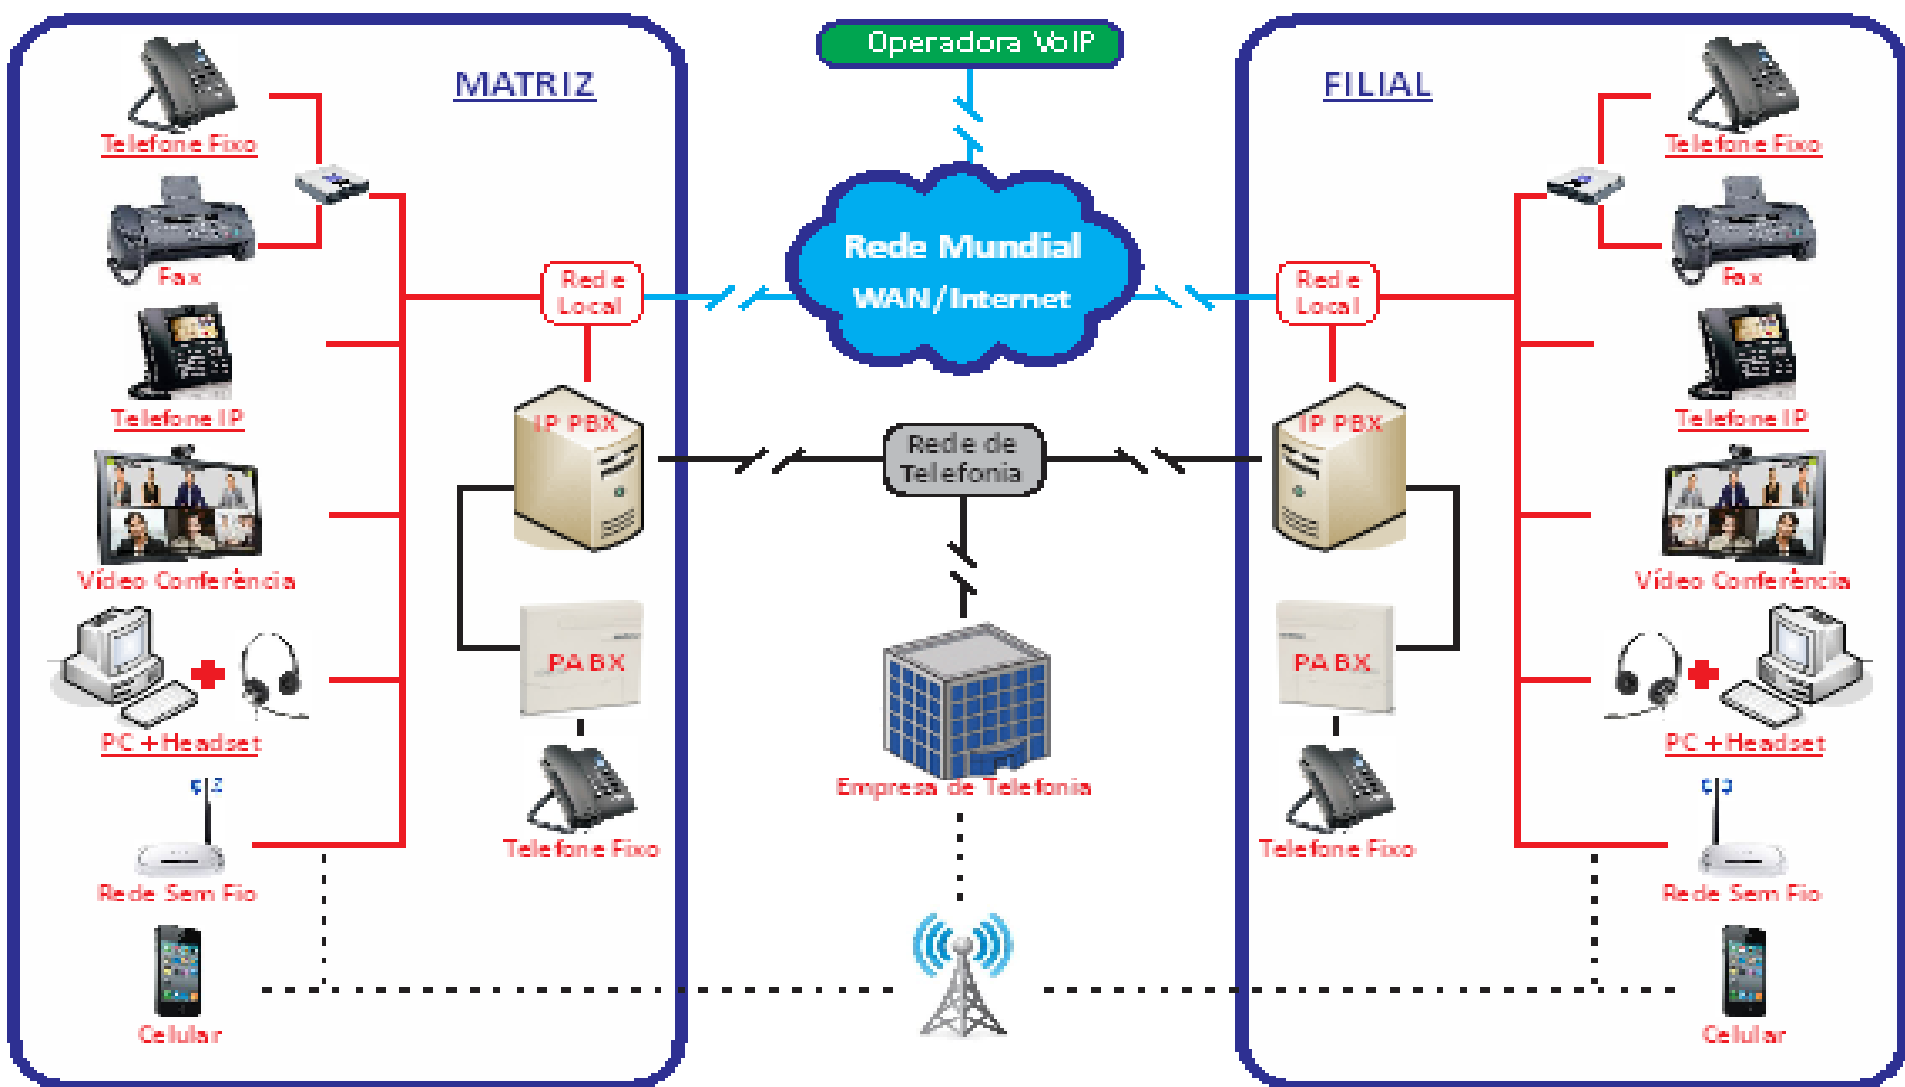 Operadora VoIP
MATRIZ
Telefone Fixo
Fax
Telefone IP
Vídeo Conferência
PC + Headset
Rede Sem Fio
Celular
Rede
Local
IP PBX
PABX
Telefone Fixo
Rede Mundial
WAN/Internet
Rede de
Telefonia
Empresa de Telefonia
FILIAL
Rede
Local
IP PBX
PABX
Telefone Fixo
Telefone Fixo
Fax
Telefone IP
Vídeo Conferência
PC + Headset
Rede Sem Fio
Celular